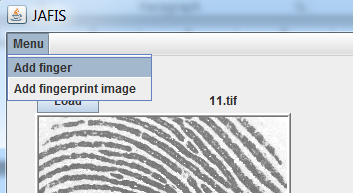 JAFIS
Menu
Add finger
Add fingerprint image
Load
11.tif